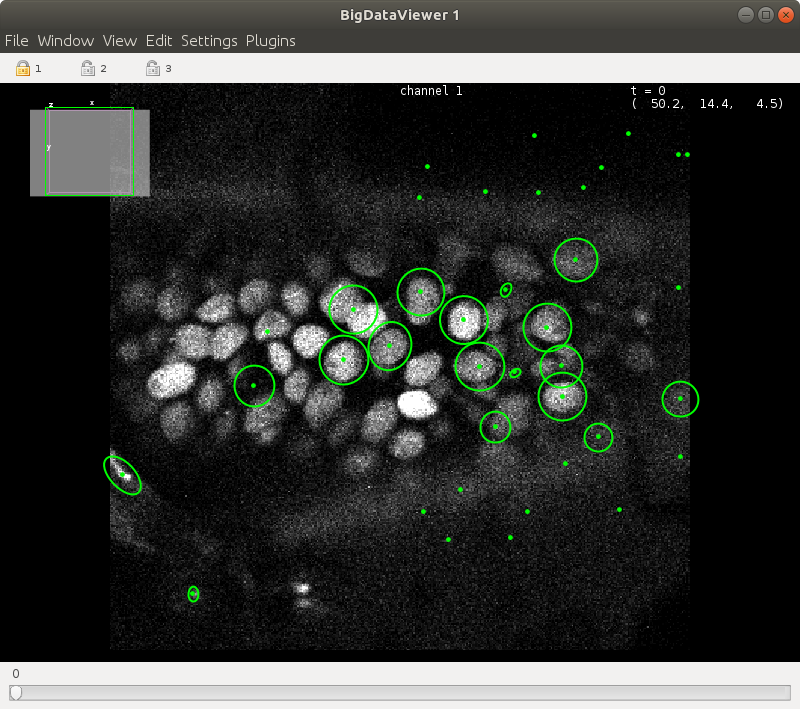 BigDataViewer 1
File Window View Edit Settings Plugins
1 2 3
channel 1
t = 0
( 50.2, 14.4, 4.5)
z
x
y
0